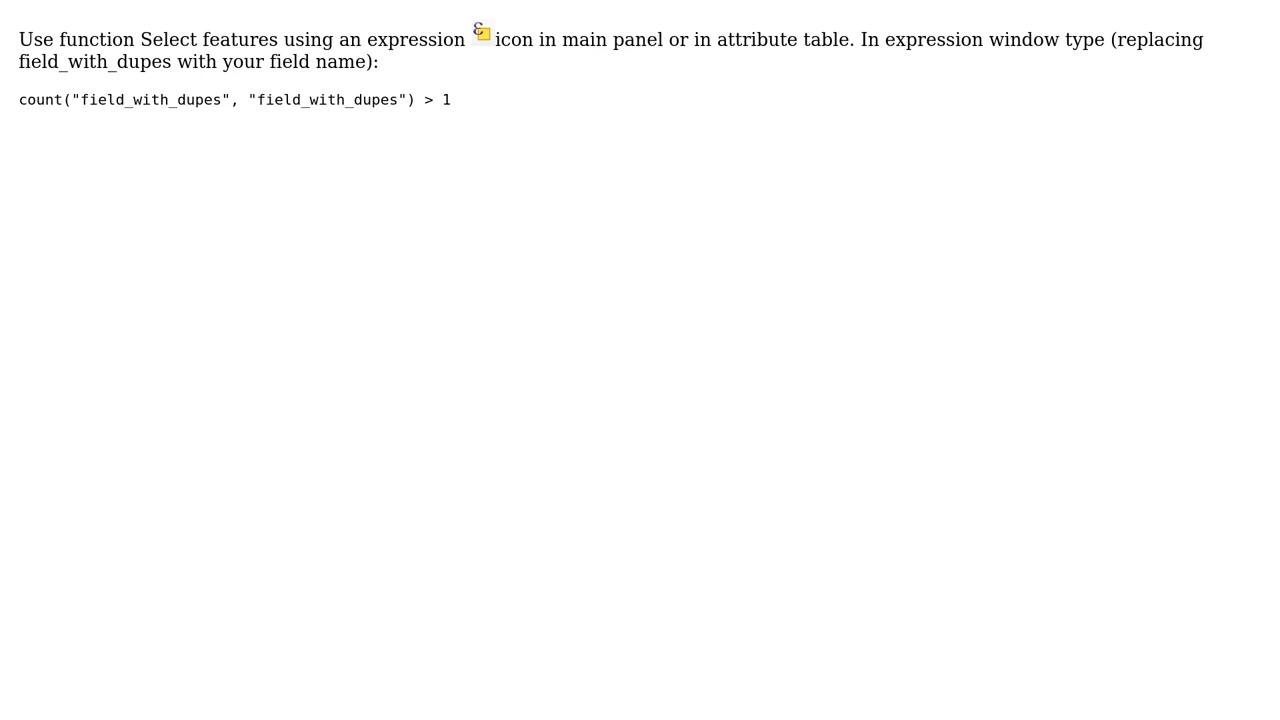 Use function Select features using an expression ε icon in main panel or in attribute table. In expression window type (replacing
field_with_dupes with your field name):
count("field_with_dupes", "field_with_dupes") > 1